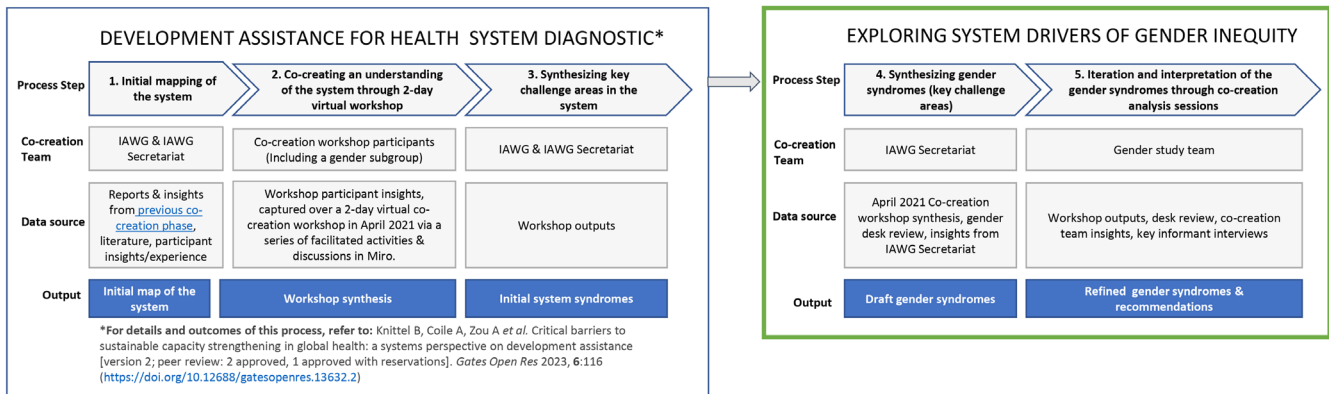 DEVELOPMENT ASSISTANCE FOR HEALTH SYSTEM DIAGNOSTIC*
Process Step
1. Initial mapping of
the system
2. Co-creating an understanding
of the system through 2-day
virtual workshop
3. Synthesizing key
challenge areas in the
system
Co-creation
Team
IAWG & IAWG
Secretariat
Co-creation workshop participants
(Including a gender subgroup)
IAWG & IAWG Secretariat
Data source
Reports & insights
from previous co-
creation phase,
literature, participant
insights/experience
Workshop participant insights,
captured over a 2-day virtual co-
creation workshop in April 2021 via a
series of facilitated activities &
discussions in Miro.
Workshop outputs
Output
Initial map of the
system
Workshop synthesis
Initial system syndromes
*For details and outcomes of this process, refer to: Knittel B, Coile A, Zou A et al. Critical barriers to
sustainable capacity strengthening in global health: a systems perspective on development assistance
[version 2; peer review: 2 approved, 1 approved with reservations]. Gates Open Res 2023, 6:116
(https://doi.org/10.12688/gatesopenres.13632.2)
EXPLORING SYSTEM DRIVERS OF GENDER INEQUITY
Process Step
4. Synthesizing gender
syndromes (key challenge
areas)
5. Iteration and interpretation of the
gender syndromes through co-creation
analysis sessions
Co-creation
Team
IAWG Secretariat
Gender study team
Data source
April 2021 Co-creation
workshop synthesis, gender
desk review, insights from
IAWG Secretariat
Workshop outputs, desk review, co-creation
team insights, key informant interviews
Output
Draft gender syndromes
Refined gender syndromes &
recommendations